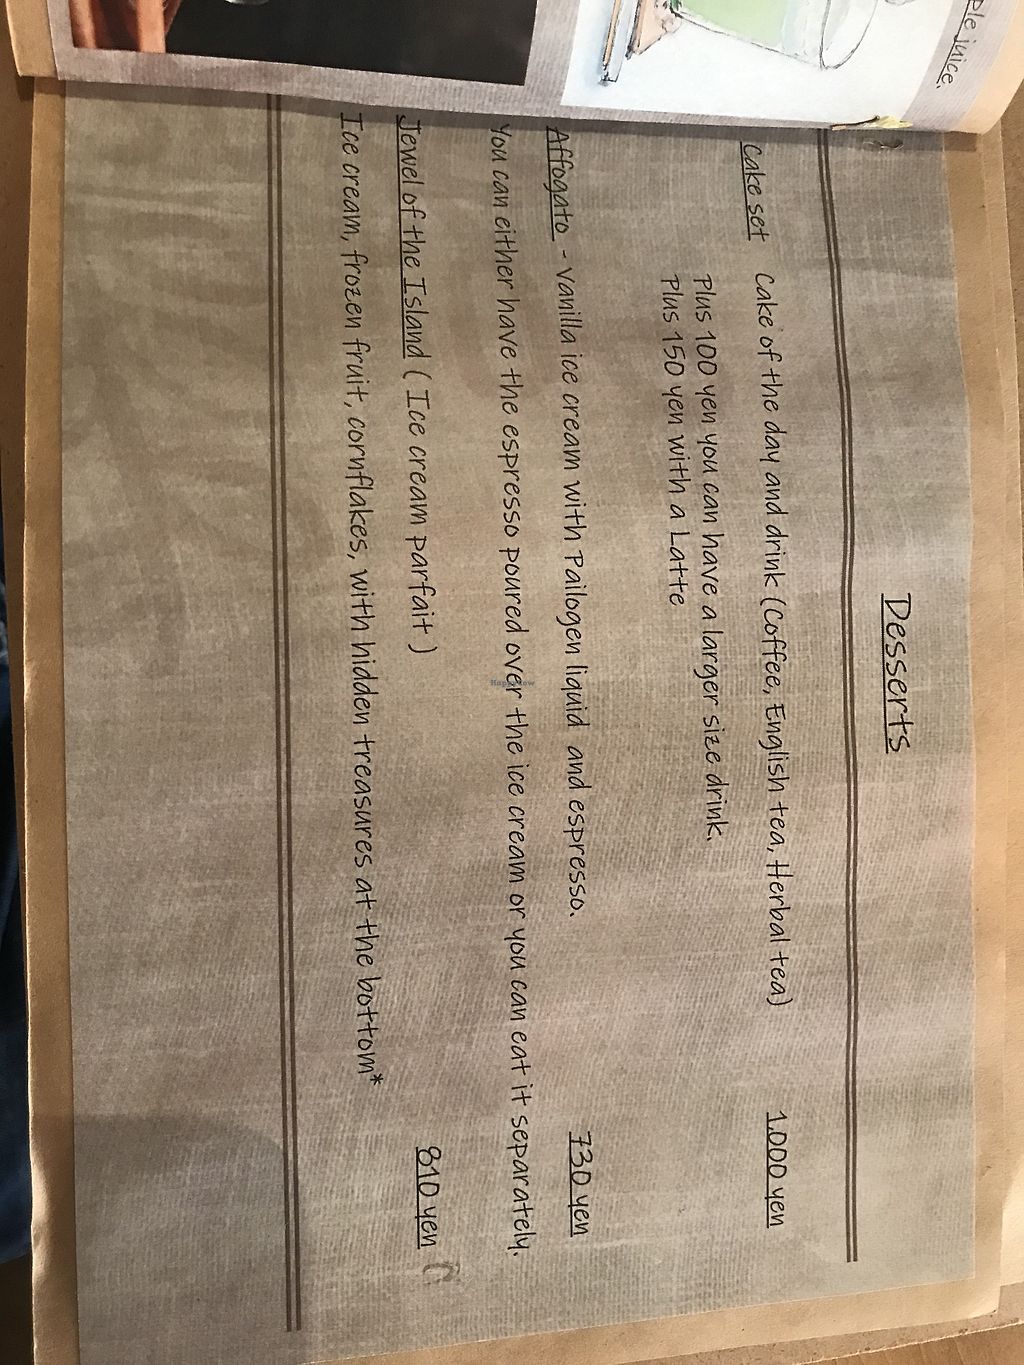 ple juice.
Desserts
Cake set Cake of the day and drink (Coffee, English tea, Herbal tea) 1,000 yen
Plus 100 yen you can have a larger size drink.
Plus 150 yen with a Latte
Affogato - Vanilla ice cream with Pailogen liquid and espresso. 730 yen
You can either have the espresso poured over the ice cream or you can eat it separately.
Jewel of the Island ( Ice cream parfait ) 810 yen
Ice cream, frozen fruit, cornflakes, with hidden treasures at the bottom*
HappyCow